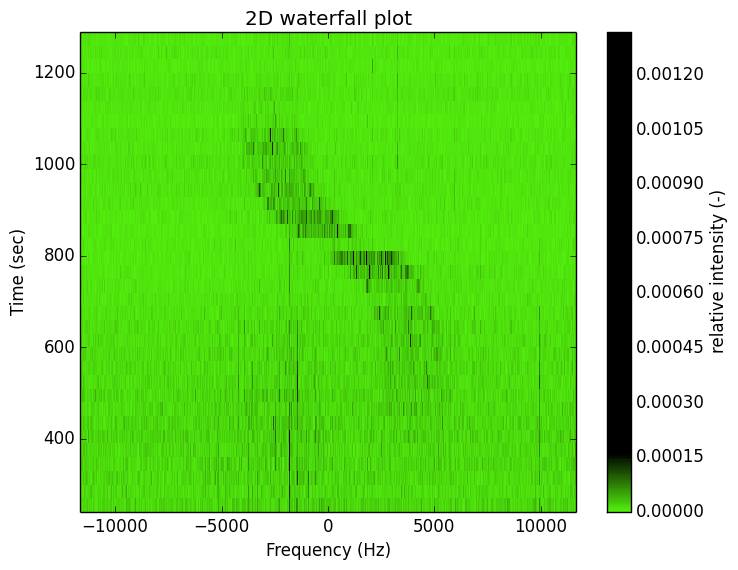 2D waterfall plot
1200
1000
800
600
400
Time (sec)
−10000 −5000 0 5000 10000
Frequency (Hz)
0.00120
0.00105
0.00090
0.00075
0.00060
0.00045
0.00030
0.00015
0.00000
relative intensity (-)